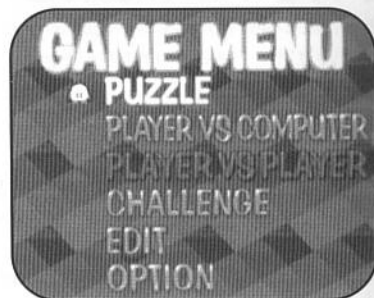 GAME MENU
PUZZLE
PLAYER VS COMPUTER
PLAYER VS PLAYER
CHALLENGE
EDIT
OPTION